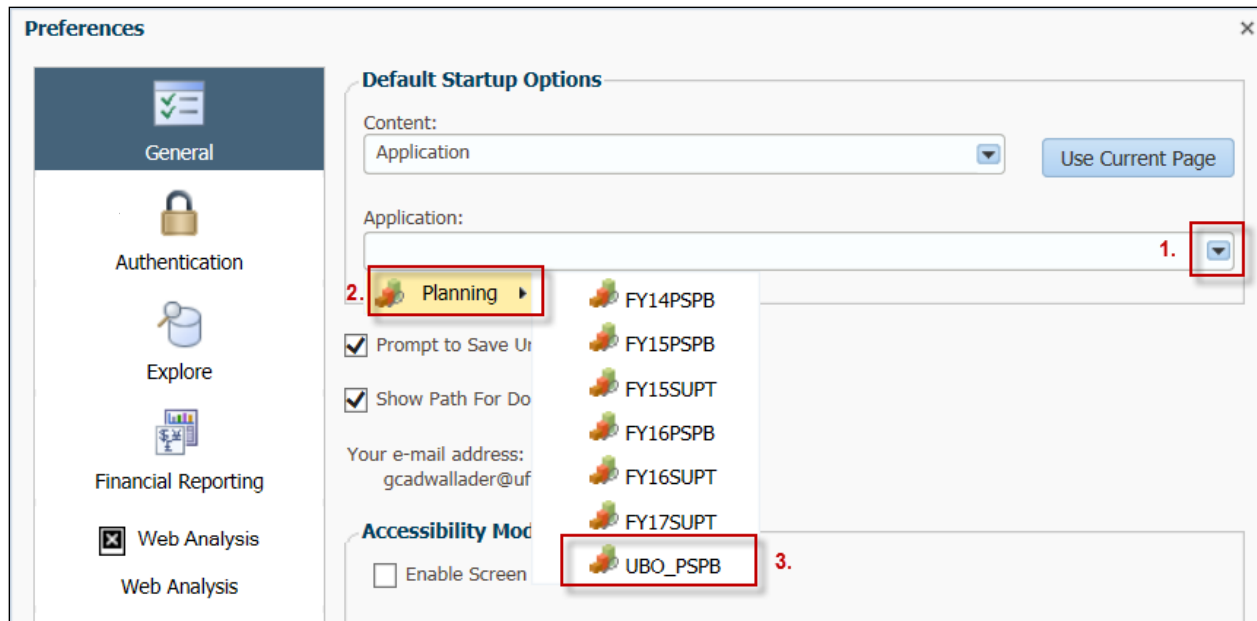 Preferences
General
Authentication
Explore
Financial Reporting
Web Analysis
Web Analysis
Default Startup Options
Content:
Application
Use Current Page
Application:
1.
2. Planning
FY14PSPB
FY15PSPB
FY15SUPT
FY16PSPB
FY16SUPT
FY17SUPT
UBO_PSPB 3.
Prompt to Save
Show Path For
Your e-mail address:
gcadwallader@uf
Accessibility
Enable Screen